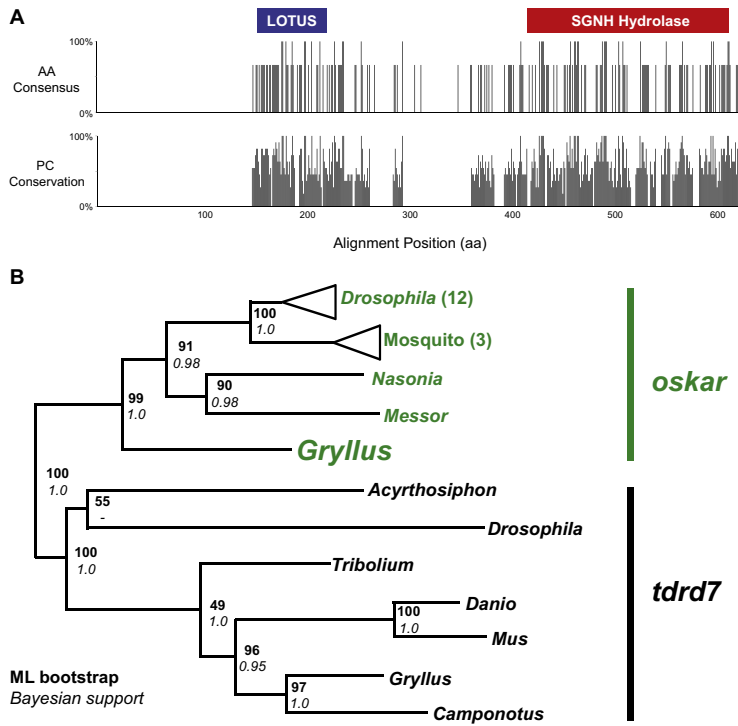 A
LOTUS
SGNH Hydrolase
100%
AA
Consensus
0%
100%
PC
Conservation
0%
100 200 300 400 500 600
Alignment Position (aa)
B
Drosophila (12)
100
1.0
Mosquito (3)
91
0.98
Nasonia
90
0.98
Messor
99
1.0
Gryllus
oskar
100
1.0
Acyrthosiphon
55
-
Drosophila
100
1.0
Tribolium
tdrd7
49
1.0
Danio
100
1.0
Mus
96
0.95
Gryllus
97
1.0
Camponotus
ML bootstrap
Bayesian support